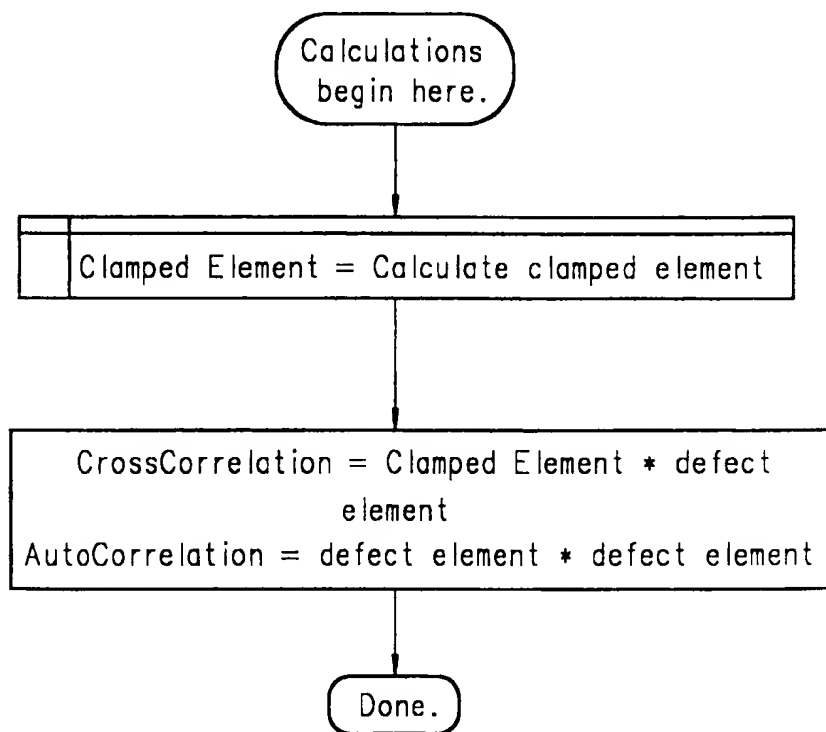 Calculations
begin here.
Clamped Element = Calculate clamped element
CrossCorrelation = Clamped Element * defect
element
AutoCorrelation = defect element * defect element
Done.